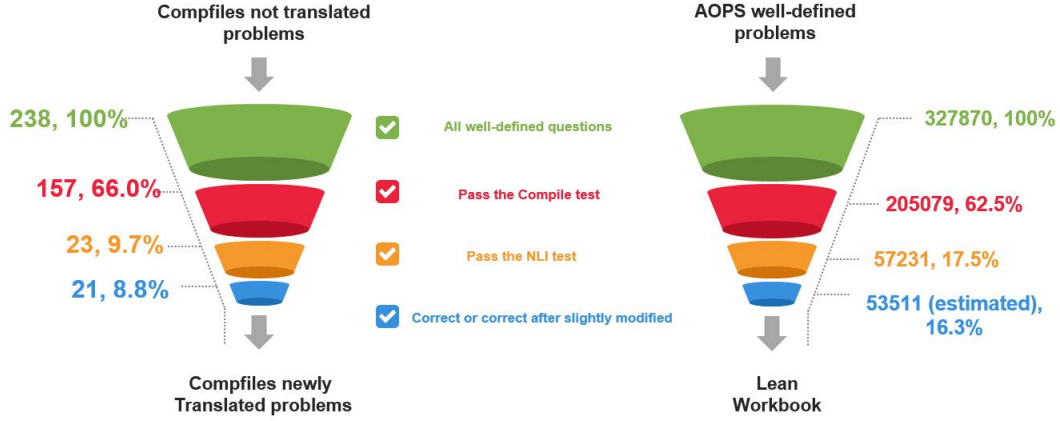 Compfiles not translated
problems
238, 100%
157, 66.0%
23, 9.7%
21, 8.8%
Compfiles newly
Translated problems
All well-defined questions
Pass the Compile test
Pass the NLI test
Correct or correct after slightly modified
AOPS well-defined
problems
327870, 100%
205079, 62.5%
57231, 17.5%
53511 (estimated),
16.3%
Lean
Workbook